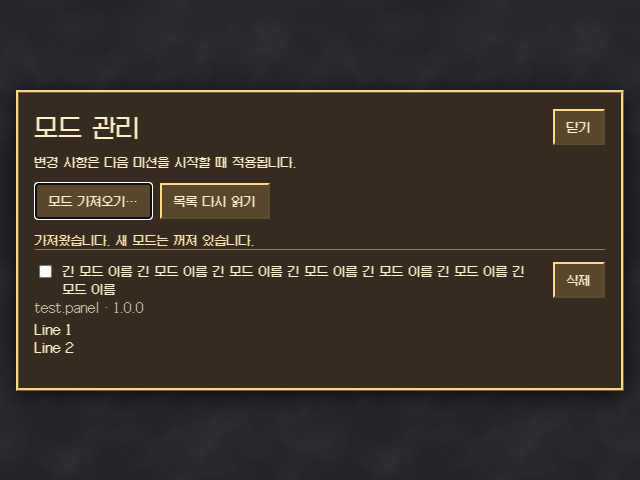 모드 관리
닫기
변경 사항은 다음 미션을 시작할 때 적용됩니다.
모드 가져오기…
목록 다시 읽기
가져왔습니다. 새 모드는 꺼져 있습니다.
긴 모드 이름 긴 모드 이름 긴 모드 이름 긴 모드 이름 긴 모드 이름 긴 모드 이름 긴
모드 이름
삭제
test.panel · 1.0.0
Line 1
Line 2